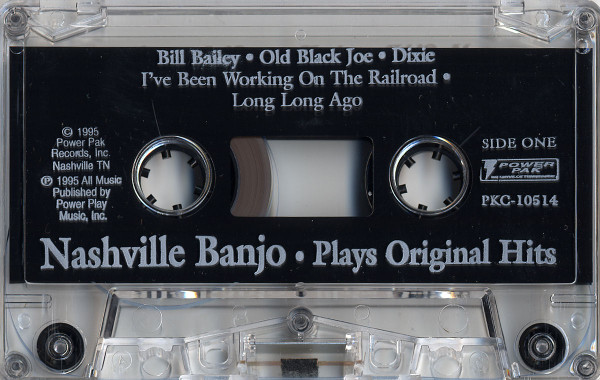 Bill Bailey • Old Black Joe • Dixie
I've Been Working On The Railroad •
Long Long Ago
© 1995
Power Pak
Records, Inc.
Nashville TN
℗ 1995 All Music
Published by
Power Play
Music, Inc.
SIDE ONE
POWER
PAK
PKC-10514
Nashville Banjo • Plays Original Hits